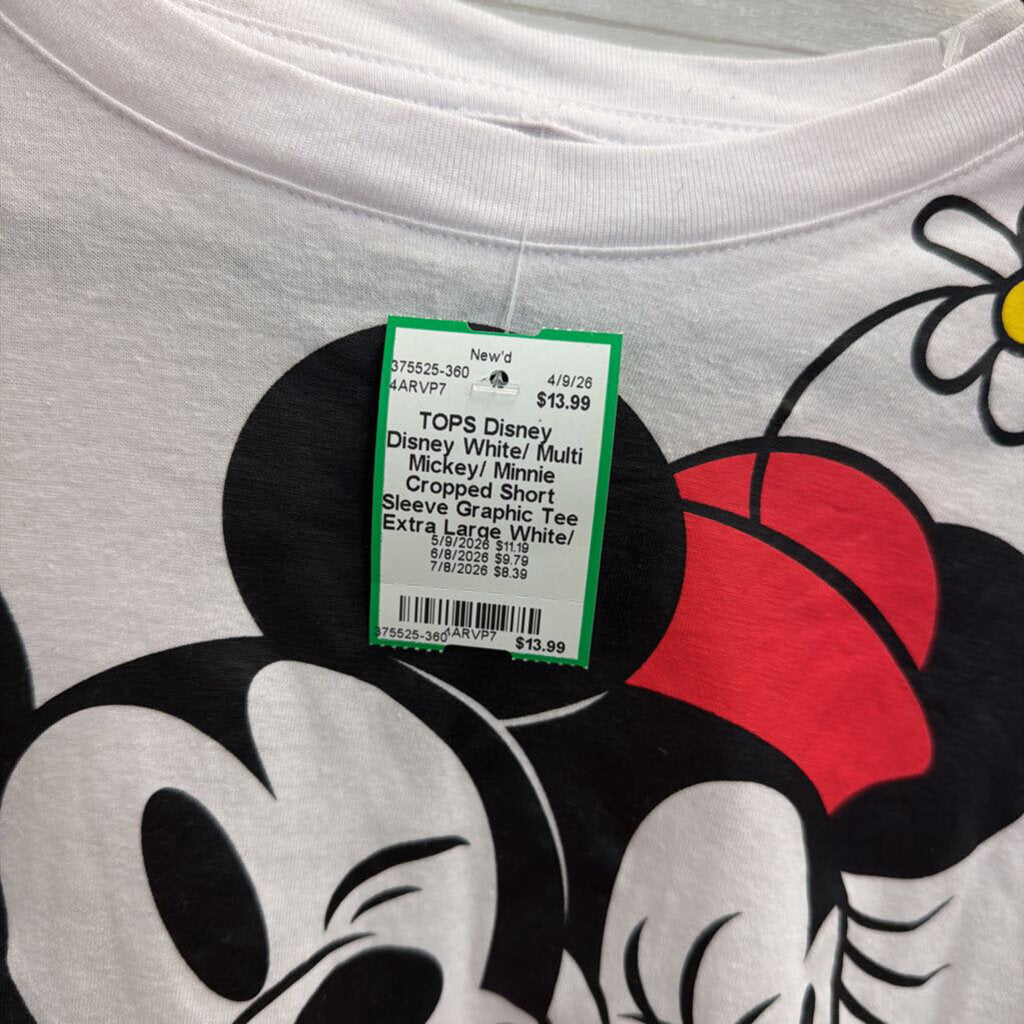 New'd
375525-360 4/9/26
4ARVP7 $13.99
TOPS Disney
Disney White/ Multi
Mickey/ Minnie
Cropped Short
Sleeve Graphic Tee
Extra Large White/
5/9/2026 $11.19
6/8/2026 $9.79
7/8/2026 $8.39
375525-360 4ARVP7 $13.99